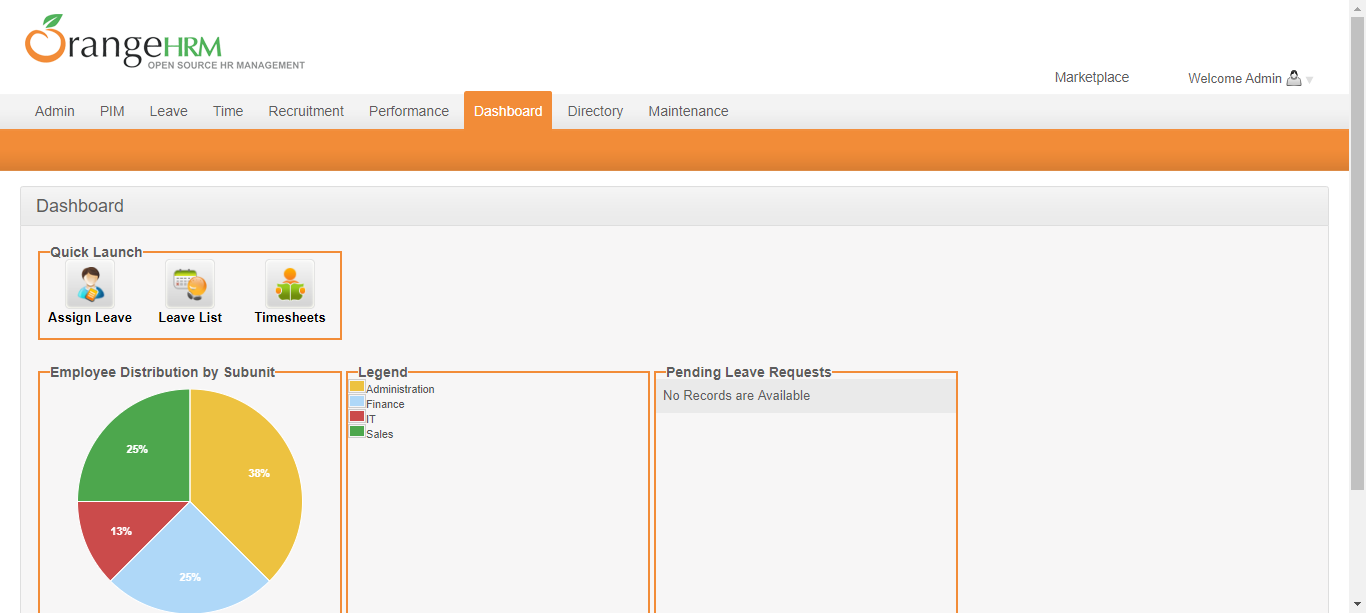 OrangeHRM
OPEN SOURCE HR MANAGEMENT
Marketplace Welcome Admin
Admin PIM Leave Time Recruitment Performance Dashboard Directory Maintenance
Dashboard
Quick Launch
Assign Leave Leave List Timesheets
Employee Distribution by Subunit
25%
38%
13%
25%
Legend
Administration
Finance
IT
Sales
Pending Leave Requests
No Records are Available